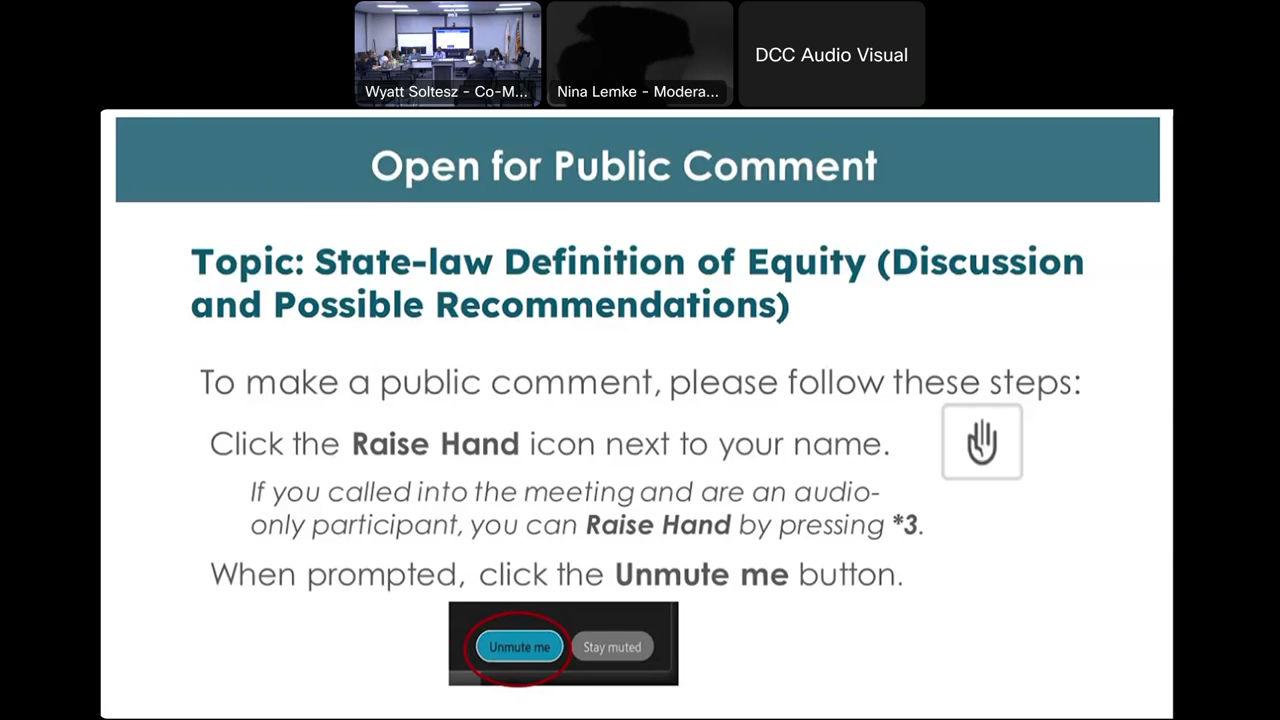 Wyatt Soltesz - Co-M...
Nina Lemke - Modera...
DCC Audio Visual
Open for Public Comment
Topic: State-law Definition of Equity (Discussion
and Possible Recommendations)
To make a public comment, please follow these steps:
Click the Raise Hand icon next to your name.
If you called into the meeting and are an audio-
only participant, you can Raise Hand by pressing *3.
When prompted, click the Unmute me button.
Unmute me
Stay muted